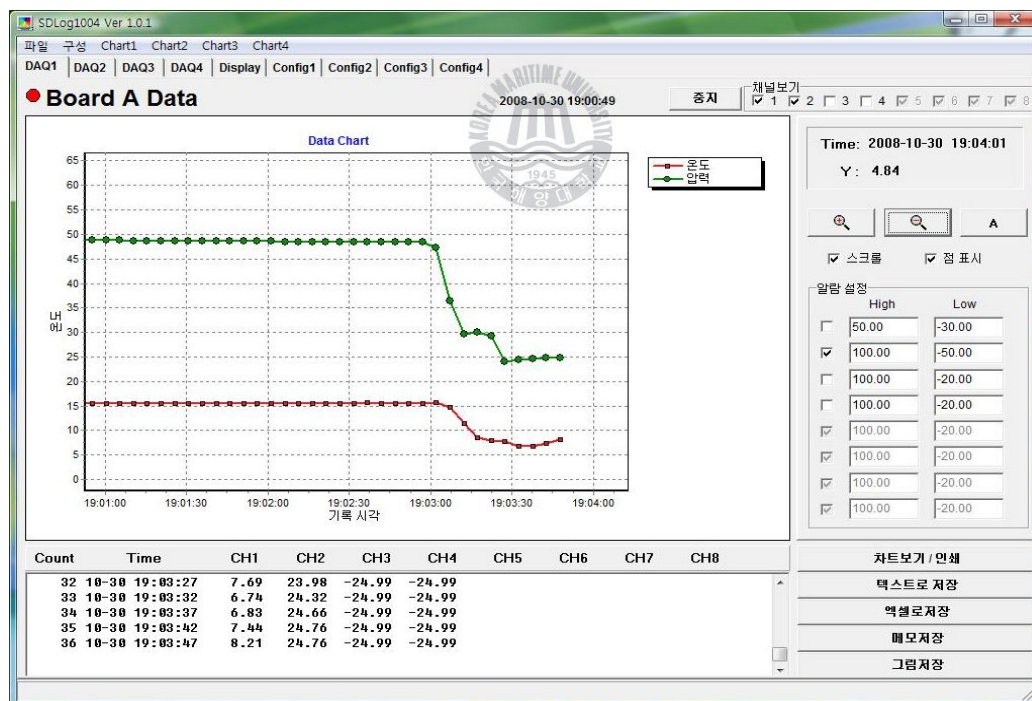 SDLog1004 Ver 1.0.1
파일 구성 Chart1 Chart2 Chart3 Chart4
DAQ1 DAQ2 DAQ3 DAQ4 Display Config1 Config2 Config3 Config4
Board A Data
2008-10-30 19:00:49
중지
채널보기
1 2 3 4 5 6 7 8
KOREA MARITIME UNIVERSITY
1945
Data Chart
온도
압력
65
60
55
50
45
40
35
30
25
20
15
10
5
0
온도
19:01:00 19:01:30 19:02:00 19:02:30 19:03:00 19:03:30 19:04:00
기록 시각
Time: 2008-10-30 19:04:01
Y: 4.84
A
스크롤 점 표시
알람 설정
High Low
50.00 -30.00
100.00 -50.00
100.00 -20.00
100.00 -20.00
100.00 -20.00
100.00 -20.00
100.00 -20.00
100.00 -20.00
Count Time CH1 CH2 CH3 CH4 CH5 CH6 CH7 CH8
32 10-30 19:03:27 7.69 23.98 -24.99 -24.99
33 10-30 19:03:32 6.74 24.32 -24.99 -24.99
34 10-30 19:03:37 6.83 24.66 -24.99 -24.99
35 10-30 19:03:42 7.44 24.76 -24.99 -24.99
36 10-30 19:03:47 8.21 24.76 -24.99 -24.99
차트보기 / 인쇄
텍스트로 저장
엑셀로저장
메모저장
그림저장